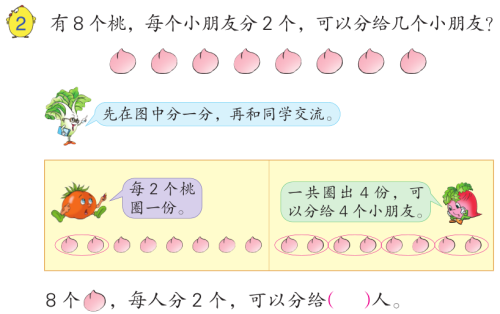 2 有8个桃，每个小朋友分2个，可以分给几个小朋友？
先在图中分一分，再和同学交流。
每2个桃
圈一份。
一共圈出4份，可
以分给4个小朋友。
8个 ，每人分2个，可以分给( )人。